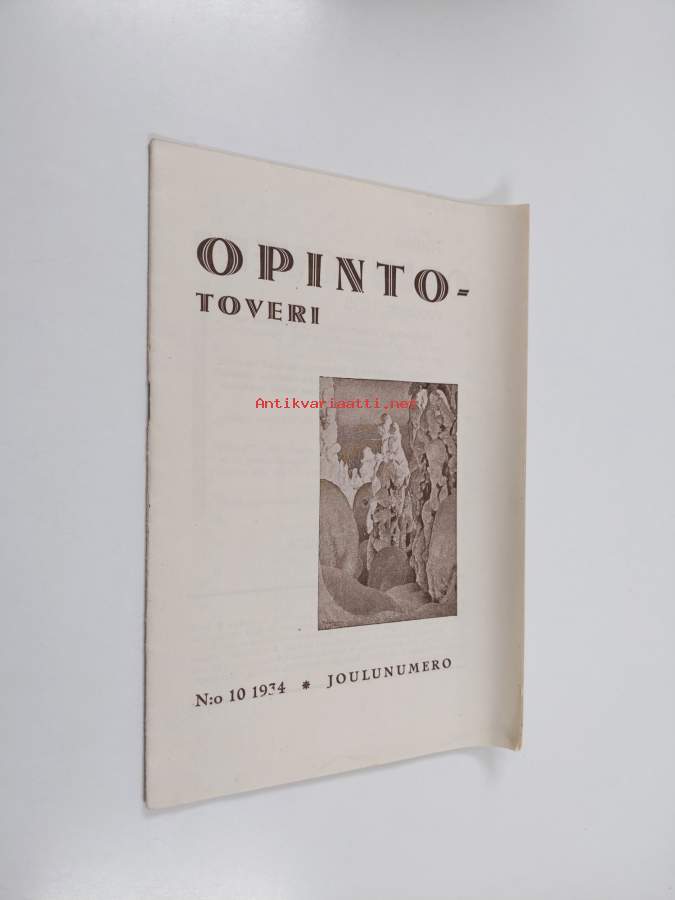 OPINTO-
TOVERI
Antikvariaatti.net
N:o 10 1934 * JOULUNUMERO